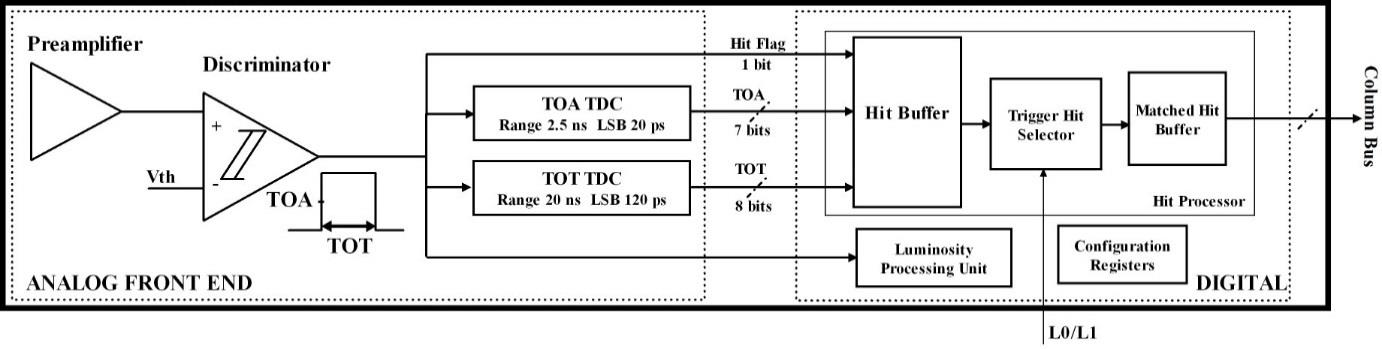 Preamplifier
Discriminator
+
Vth
-
TOA
TOT
ANALOG FRONT END
TOA TDC
Range 2.5 ns LSB 20 ps
TOT TDC
Range 20 ns LSB 120 ps
Hit Flag
1 bit
TOA
7 bits
TOT
8 bits
Hit Buffer
Trigger Hit
Selector
Matched Hit
Buffer
Hit Processor
Luminosity
Processing Unit
Configuration
Registers
DIGITAL
L0/L1
Column Bus